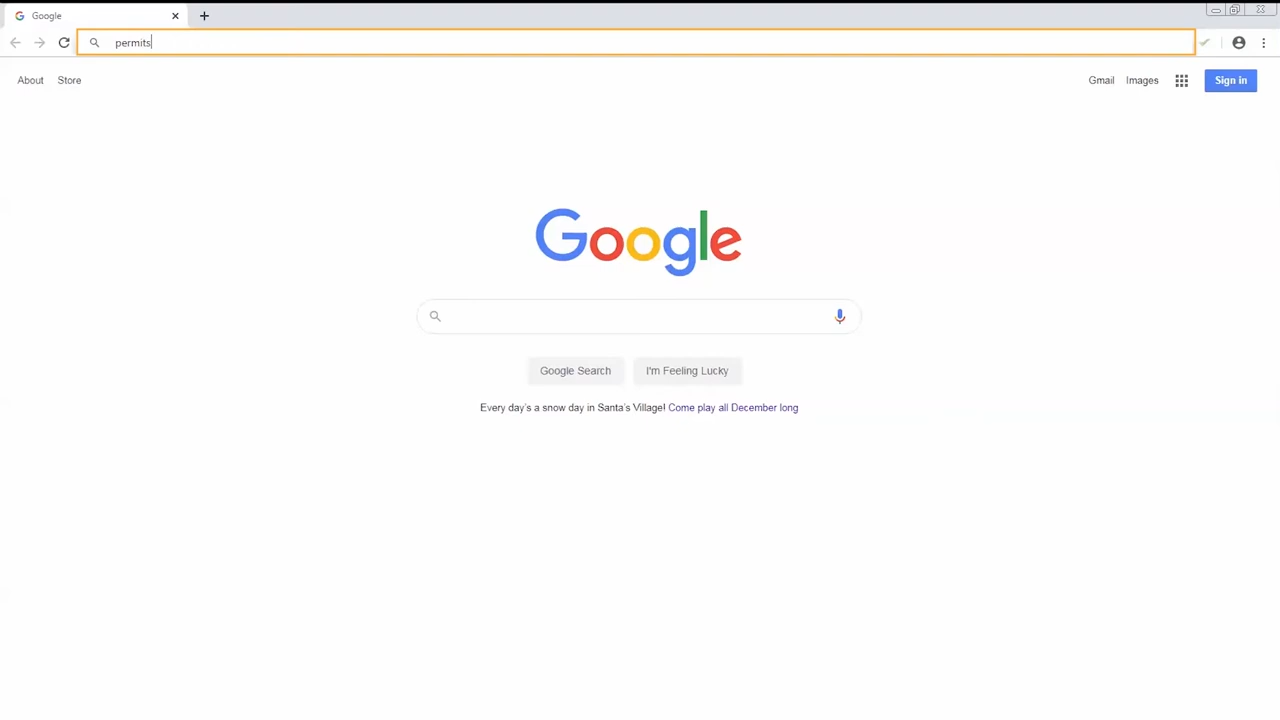 Google
permits
About Store
Gmail Images Sign in
Google
Google Search I'm Feeling Lucky
Every day's a snow day in Santa's Village! Come play all December long